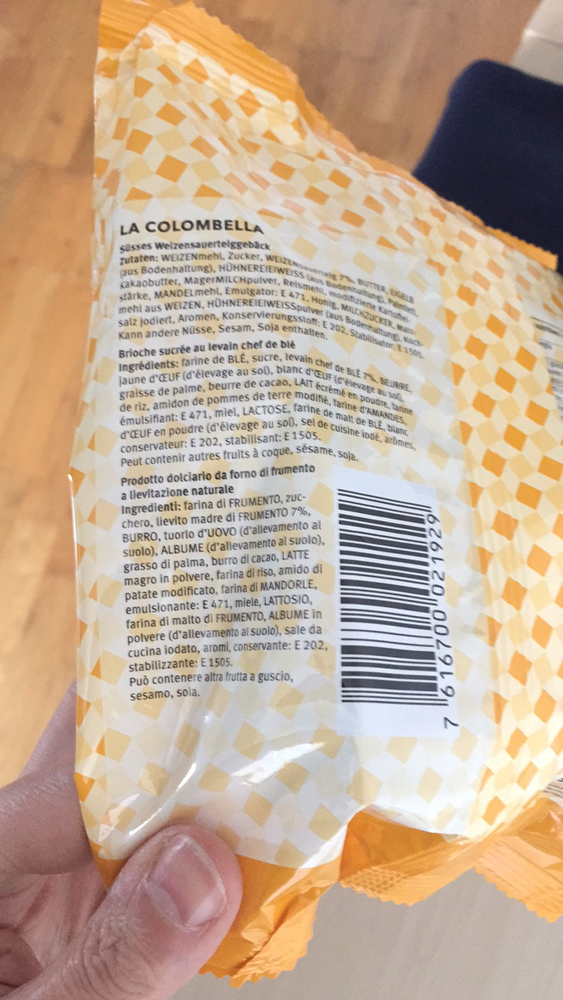 LA COLOMBELLA
Süsses Weizensauerteiggebäck
Zutaten: WEIZENmehl, Zucker, WEIZENsauerteig 7%, BUTTER, EIGELB
(aus Bodenhaltung), HÜHNEREIEIWEISS (aus Bodenhaltung), Palmfett,
Kakaobutter, MagerMILCHpulver, Reismehl, modifizierte Kartoffel-
stärke, MANDELmehl, Emulgator: E 471, Honig, MILCHZUCKER, Malz-
mehl aus WEIZEN, HÜHNEREIEIWEISSpulver (aus Bodenhaltung), Koch-
salz jodiert, Aromen, Konservierungsstoff: E 202, Stabilisator: E 1505.
Kann andere Nüsse, Sesam, Soja enthalten.
Brioche sucrée au levain chef de blé
Ingrédients: farine de BLÉ, sucre, levain chef de BLÉ 7%, BEURRE,
jaune d'ŒUF (d'élevage au sol), blanc d'ŒUF (d'élevage au sol),
graisse de palme, beurre de cacao, LAIT écrémé en poudre, farine
de riz, amidon de pommes de terre modifié, farine d'AMANDES,
émulsifiant: E 471, miel, LACTOSE, farine de malt de BLÉ, blanc
d'ŒUF en poudre (d'élevage au sol), sel de cuisine iodé, arômes,
conservateur: E 202, stabilisant: E 1505.
Peut contenir autres fruits à coque, sésame, soja.
Prodotto dolciario da forno di frumento
a lievitazione naturale
Ingredienti: farina di FRUMENTO, zuc-
chero, lievito madre di FRUMENTO 7%,
BURRO, tuorlo d'UOVO (d'allevamento al
suolo), ALBUME (d'allevamento al suolo),
grasso di palma, burro di cacao, LATTE
magro in polvere, farina di riso, amido di
patate modificato, farina di MANDORLE,
emulsionante: E 471, miele, LATTOSIO,
farina di malto di FRUMENTO, ALBUME in
polvere (d'allevamento al suolo), sale da
cucina iodato, aromi, conservante: E 202,
stabilizzante: E 1505.
Può contenere altra frutta a guscio,
sesamo, soia.
7 616700 021929